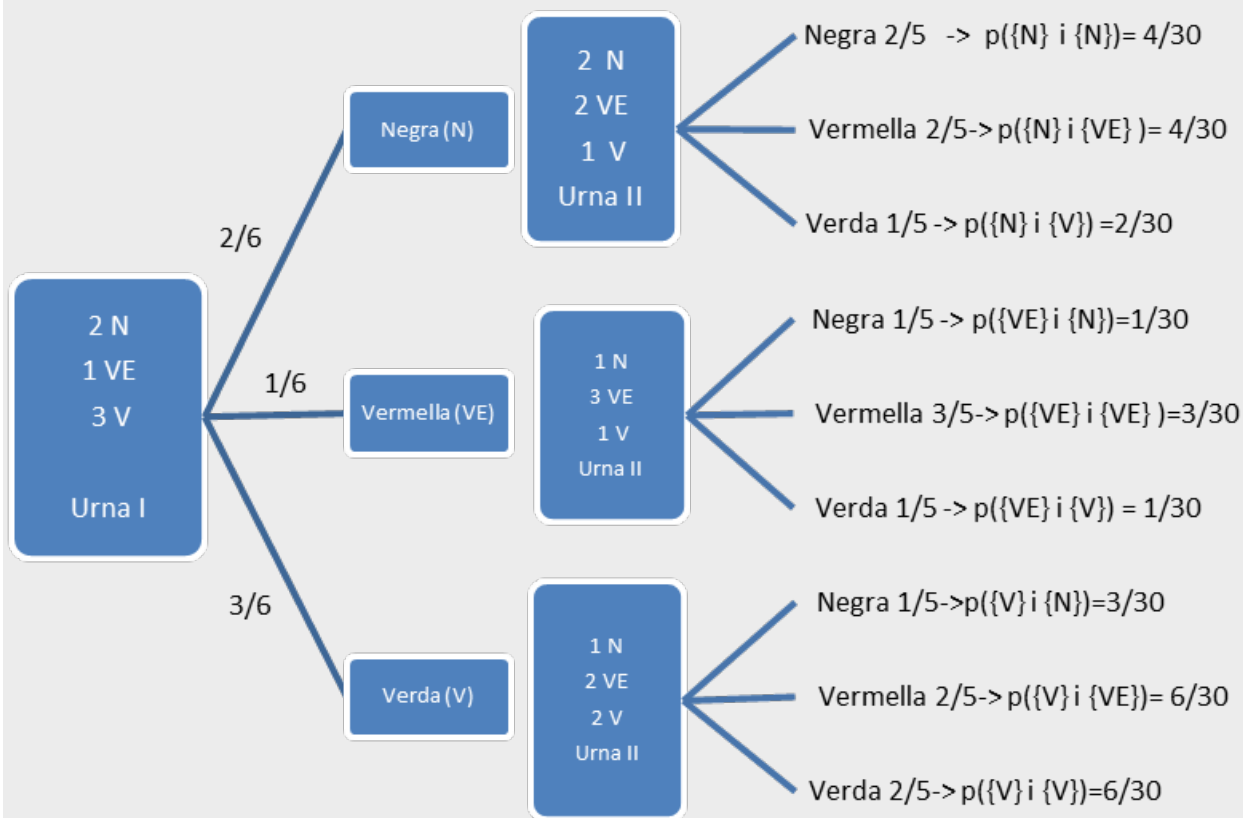 2 N
1 VE
3 V
Urna I
2/6
1/6
3/6
Negra (N)
2 N
2 VE
1 V
Urna II
Negra 2/5 -> p({N} i {N})= 4/30
Vermella 2/5-> p({N} i {VE} )= 4/30
Verda 1/5 -> p({N} i {V}) =2/30
Vermella (VE)
1 N
3 VE
1 V
Urna II
Negra 1/5-> p({VE} i {N})=1/30
Vermella 3/5-> p({VE} i {VE} )=3/30
Verda 1/5-> p({VE} i {V}) = 1/30
Verda (V)
1 N
2 VE
2 V
Urna II
Negra 1/5->p({V} i {N})=3/30
Vermella 2/5-> p({V} i {VE})= 6/30
Verda 2/5-> p({V} i {V})=6/30